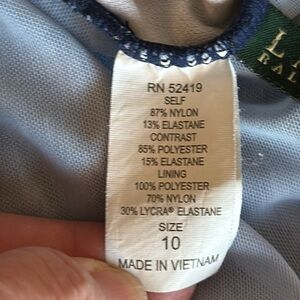 RN 52419
SELF
87% NYLON
13% ELASTANE
CONTRAST
85% POLYESTER
15% ELASTANE
LINING
100% POLYESTER
70% NYLON
30% LYCRA® ELASTANE
SIZE
10
MADE IN VIETNAM